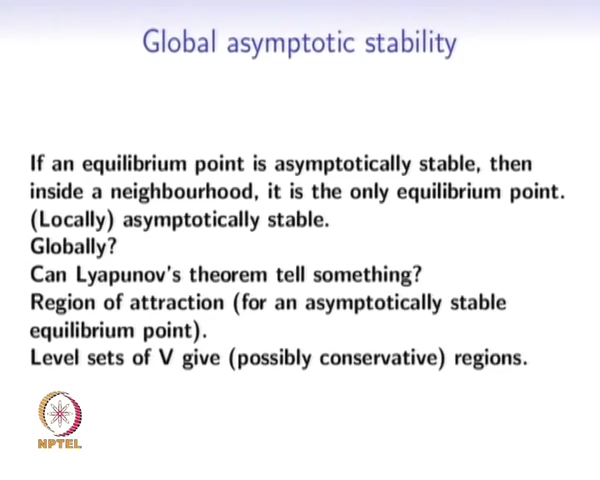 Global asymptotic stability
If an equilibrium point is asymptotically stable, then
inside a neighbourhood, it is the only equilibrium point.
(Locally) asymptotically stable.
Globally?
Can Lyapunov's theorem tell something?
Region of attraction (for an asymptotically stable
equilibrium point).
Level sets of V give (possibly conservative) regions.
NPTEL